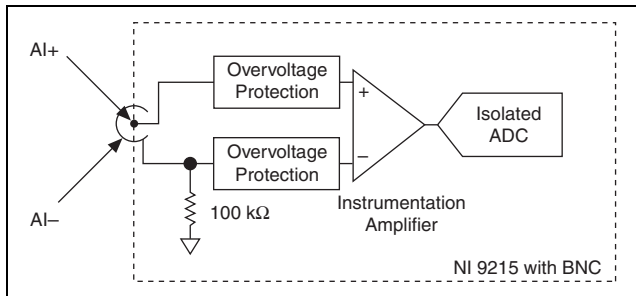 AI+
Overvoltage
Protection
+
Isolated
ADC
Overvoltage
Protection
–
AI–
100 kΩ
Instrumentation
Amplifier
NI 9215 with BNC